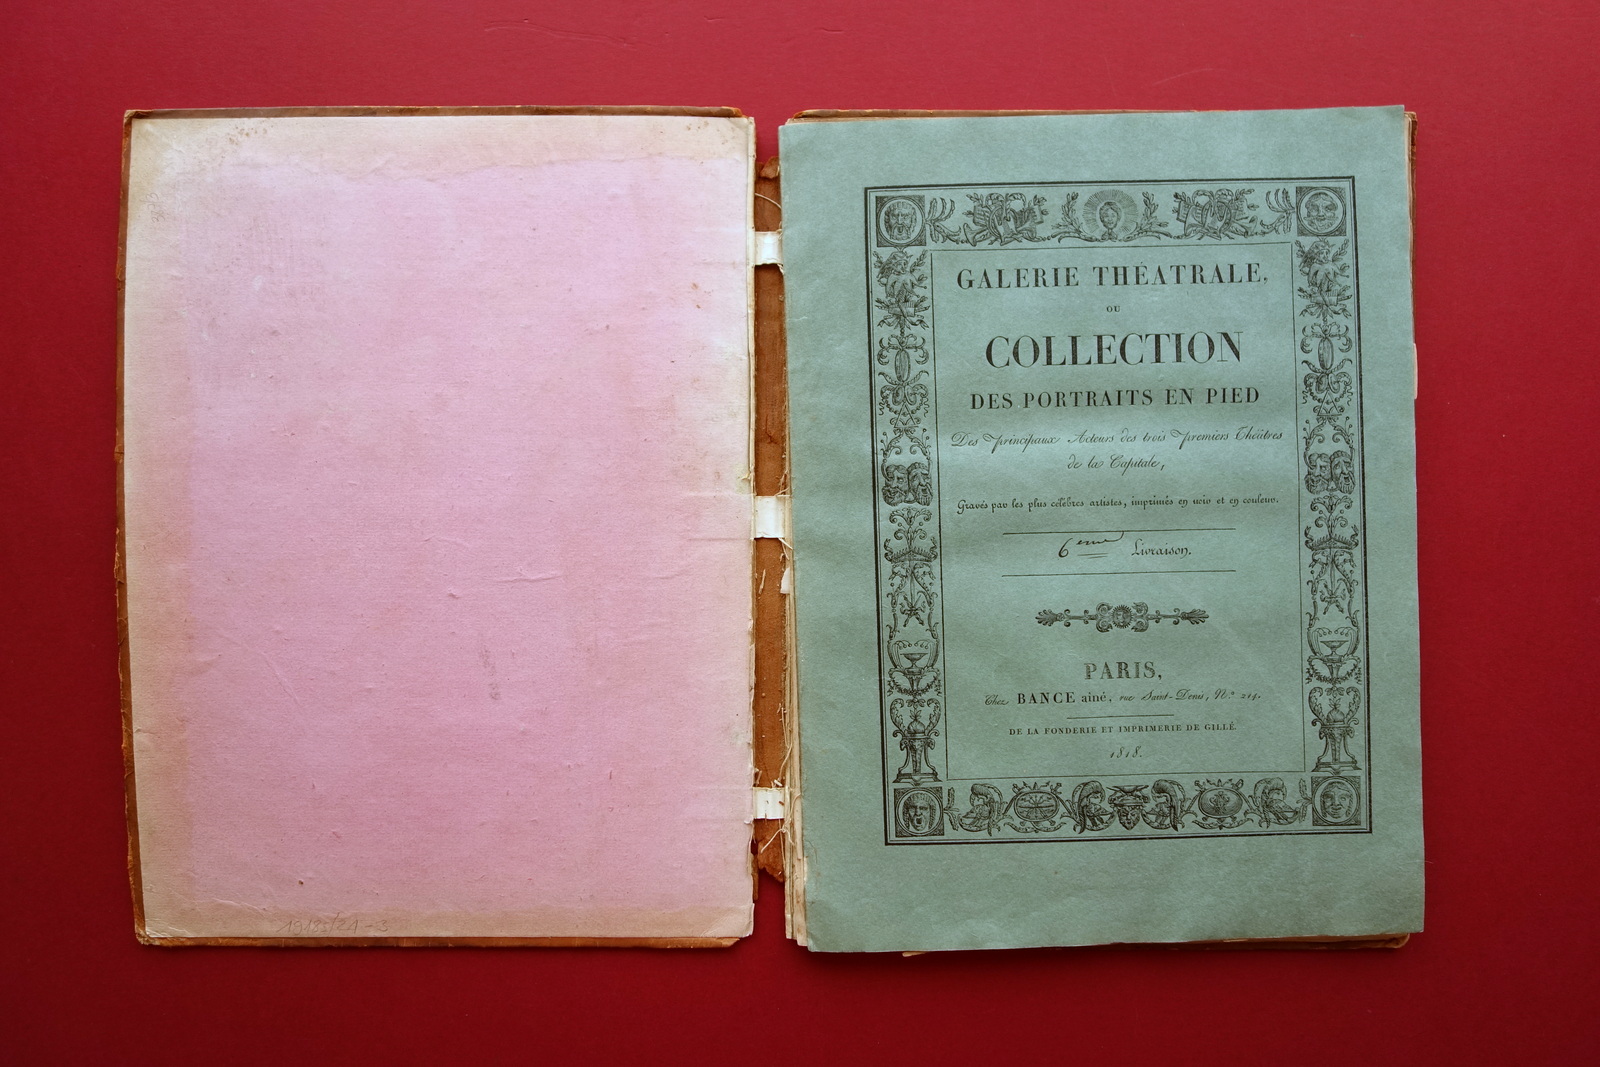 GALERIE THÉATRALE,
OU
COLLECTION
DES PORTRAITS EN PIED
Des principaux Acteurs des trois premiers Théâtres
de la Capitale,
Gravés par les plus célèbres artistes, imprimés en noir et en couleur.
6eme Livraison.
PARIS,
Chez BANCE aîné, rue Saint-Denis, N.o 214.
DE LA FONDERIE ET IMPRIMERIE DE GILLÉ.
1818.